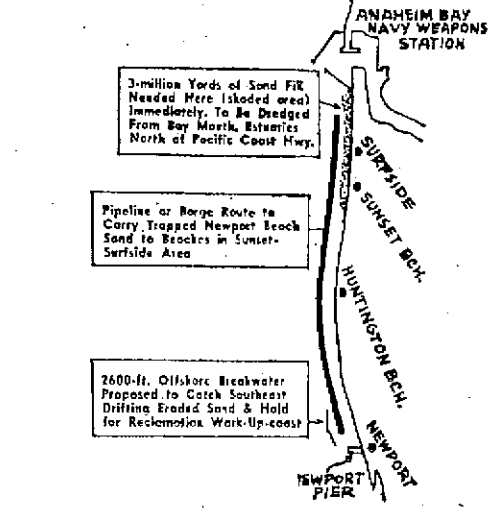 ANAHEIM BAY
NAVY WEAPONS
STATION
3-million Yards of Sand Fill
Needed Here (shaded area)
Immediately. To Be Dredged
From Bay Mouth, Estuaries
North of Pacific Coast Hwy.
SURFSIDE
SUNSET BCH.
Pipeline or Barge Route to
Carry Trapped Newport Beach
Sand to Beaches in Sunset-
Surfside Area
HUNTINGTON BCH.
2600-ft. Offshore Breakwater
Proposed to Catch Southeast
Drifting Eroded Sand & Hold
for Reclamation Work-Up-coast
NEWPORT
NEWPORT
PIER